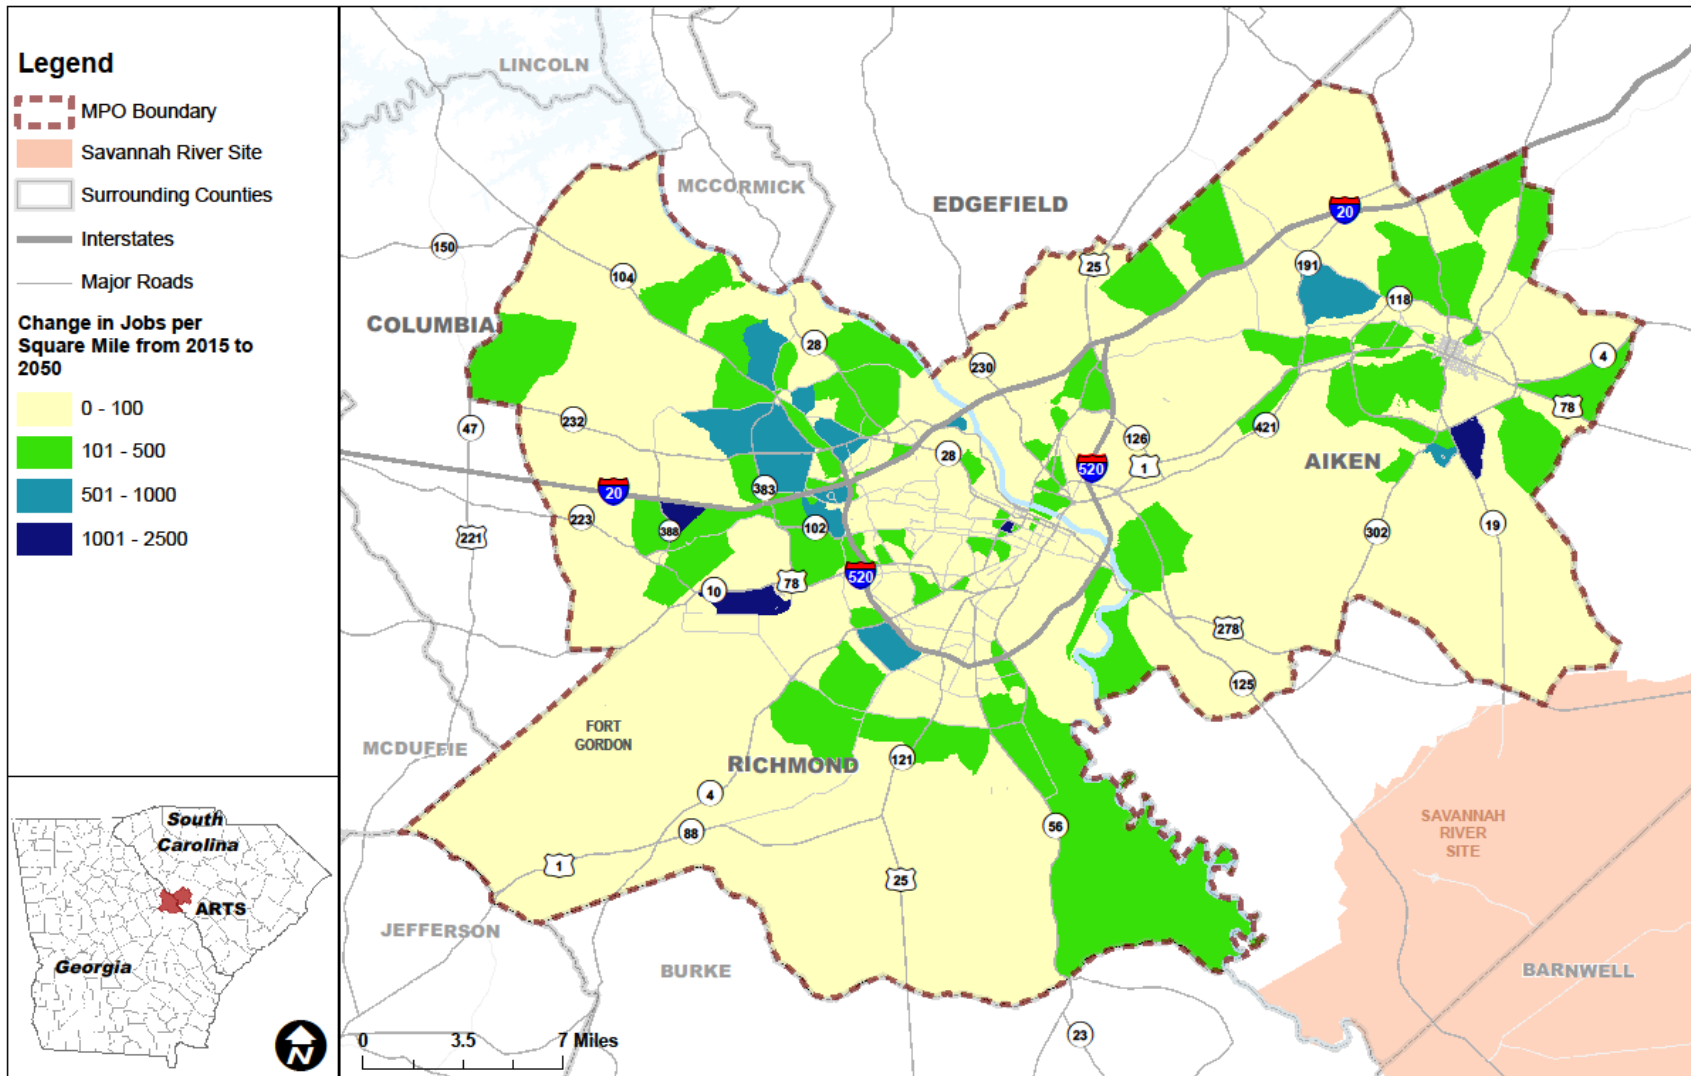 Legend
MPO Boundary
Savannah River Site
Surrounding Counties
Interstates
Major Roads
Change in Jobs per
Square Mile from 2015 to
2050
0 - 100
101 - 500
501 - 1000
1001 - 2500
South
Carolina
ARTS
Georgia
N
LINCOLN
MCCORMICK
EDGEFIELD
20
150
25
191
104
118
COLUMBIA
28
4
230
78
47
232
421
126
28
1
AIKEN
520
383
20
223
102
388
221
302
19
520
78
10
278
125
FORT
GORDON
MCDUFFIE
RICHMOND
121
4
88
56
SAVANNAH
RIVER
SITE
1
25
JEFFERSON
BURKE
BARNWELL
23
0
3.5
7 Miles